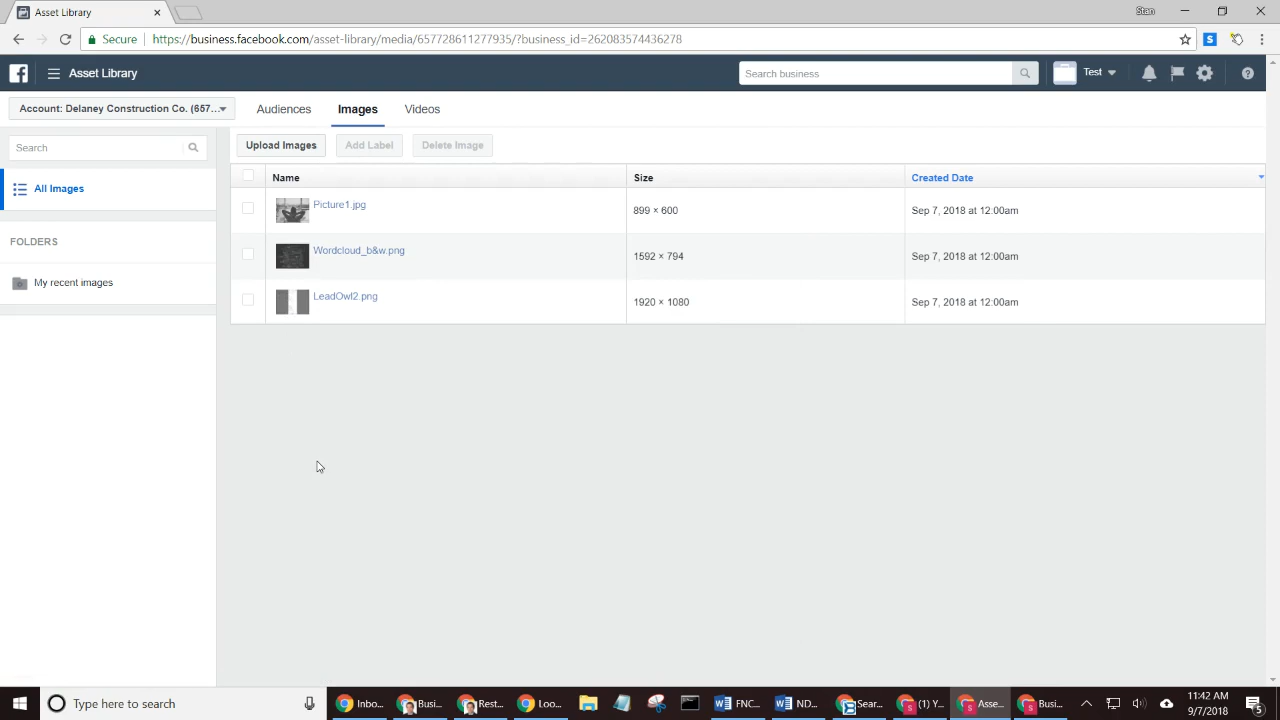 Asset Library
Stan
Secure https://business.facebook.com/asset-library/media/657728611277935/?business_id=262083574436278
Asset Library
Search business
Test
Account: Delaney Construction Co. (657...
Audiences
Images
Videos
Search
Upload Images
Add Label
Delete Image
Name
Size
Created Date
All Images
Picture1.jpg
899 × 600
Sep 7, 2018 at 12:00am
FOLDERS
Wordcloud_b&w.png
1592 × 794
Sep 7, 2018 at 12:00am
My recent images
LeadOwl2.png
1920 × 1080
Sep 7, 2018 at 12:00am
Type here to search
Inbo...
Busi...
Rest...
Loo...
FNC...
ND...
Sear...
(1) Y...
Asse...
Busi...
11:42 AM
9/7/2018
5